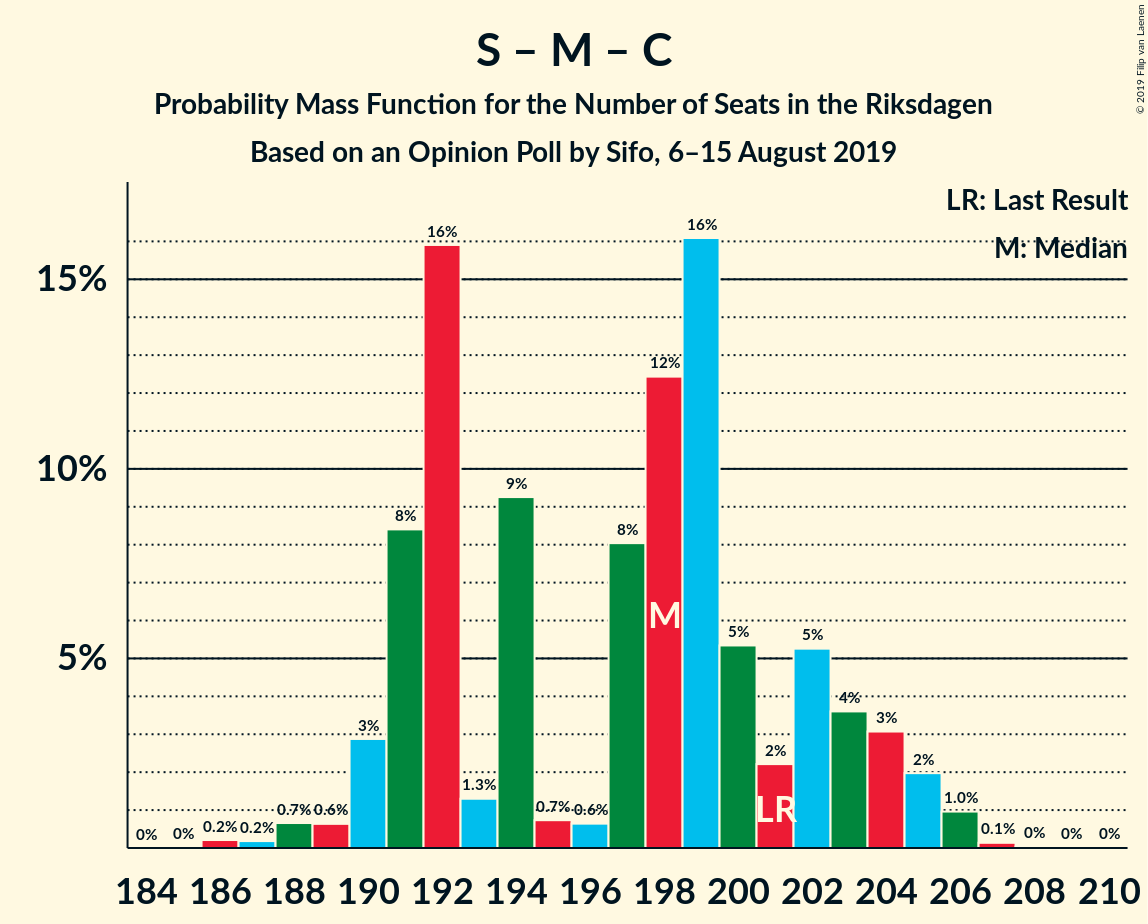 S – M – C
Probability Mass Function for the Number of Seats in the Riksdagen
Based on an Opinion Poll by Sifo, 6–15 August 2019
© 2019 Filip van Laenen
LR: Last Result
M: Median
15%
10%
5%
0% 0% 0.2% 0.2% 0.7% 0.6% 3% 8% 16% 1.3% 9% 0.7% 0.6% 8% 12% 16% 5% 2% 5% 4% 3% 2% 1.0% 0.1% 0% 0% 0%
M
LR
184 186 188 190 192 194 196 198 200 202 204 206 208 210